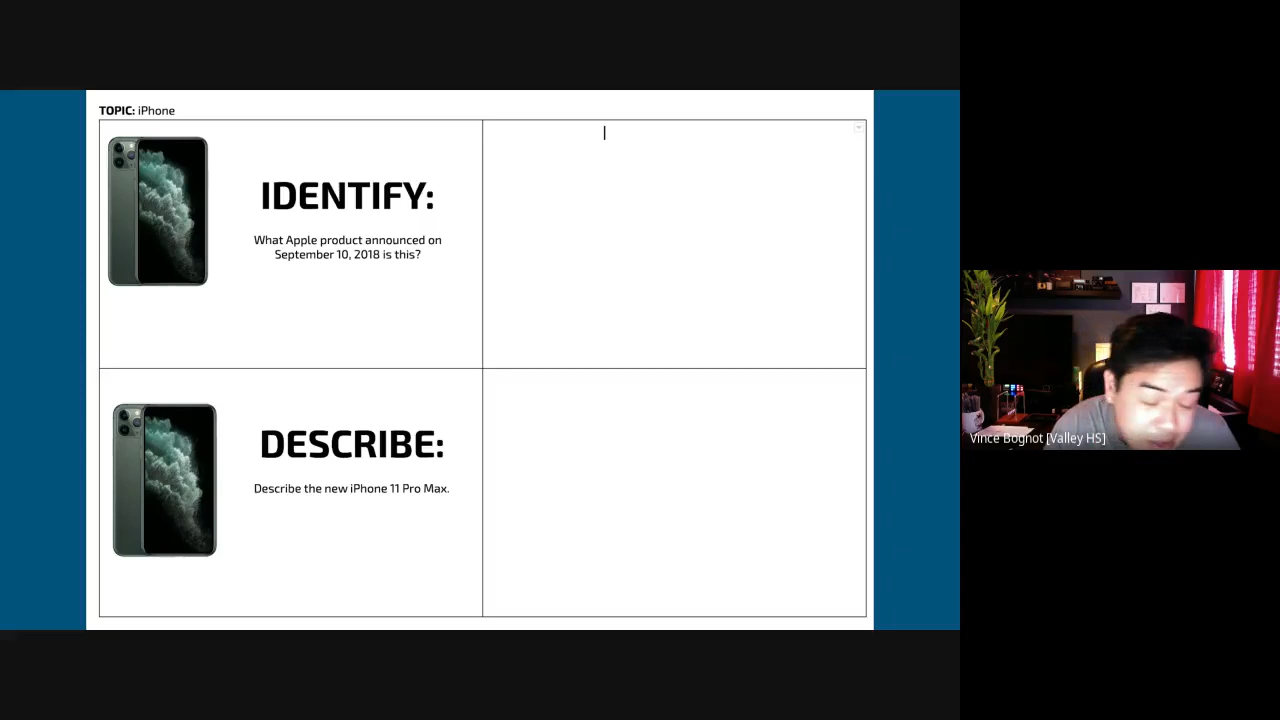 TOPIC: iPhone
IDENTIFY:
What Apple product announced on
September 10, 2018 is this?
DESCRIBE:
Describe the new iPhone 11 Pro Max.
Vince Bognot [Valley HS]